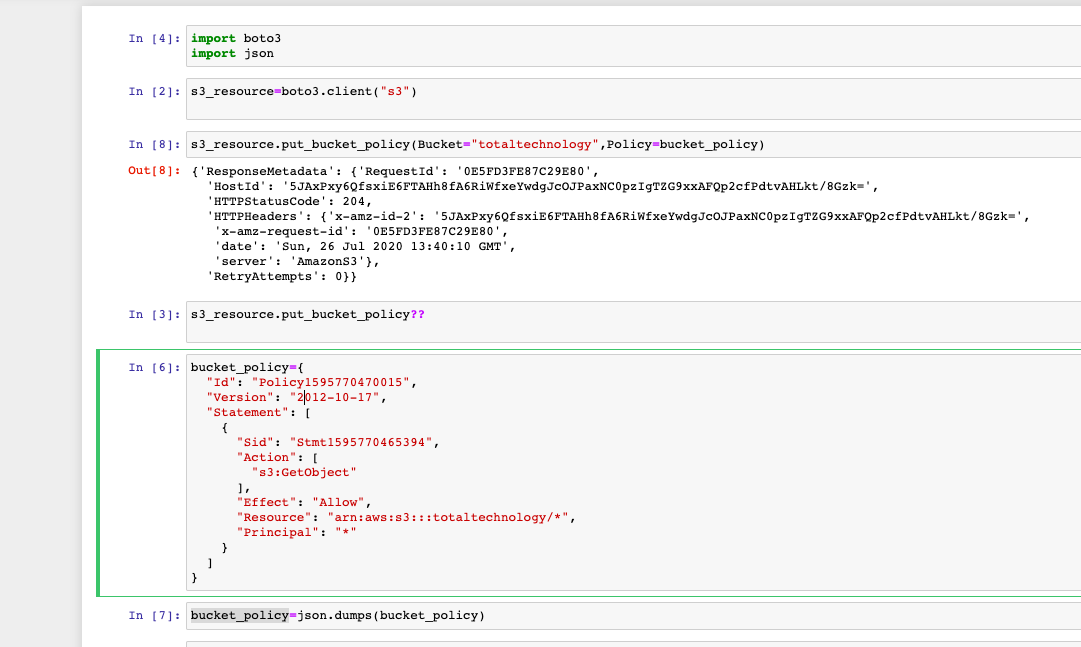 In [4]: import boto3
import json
In [2]: s3_resource=boto3.client("s3")
In [8]: s3_resource.put_bucket_policy(Bucket="totaltechnology",Policy=bucket_policy)
Out[8]: {'ResponseMetadata': {'RequestId': '0E5FD3FE87C29E80',
'HostId': '5JAxPxy6QfsxiE6FTAHh8fA6RiWfxeYwdgJcOJPaxNC0pzIgTZG9xxAFQp2cfPdtvAHLkt/8Gzk=',
'HTTPStatusCode': 204,
'HTTPHeaders': {'x-amz-id-2': '5JAxPxy6QfsxiE6FTAHh8fA6RiWfxeYwdgJcOJPaxNC0pzIgTZG9xxAFQp2cfPdtvAHLkt/8Gzk=',
'x-amz-request-id': '0E5FD3FE87C29E80',
'date': 'Sun, 26 Jul 2020 13:40:10 GMT',
'server': 'AmazonS3'},
'RetryAttempts': 0}}
In [3]: s3_resource.put_bucket_policy??
In [6]: bucket_policy={
"Id": "Policy1595770470015",
"Version": "2012-10-17",
"Statement": [
{
"Sid": "Stmt1595770465394",
"Action": [
"s3:GetObject"
],
"Effect": "Allow",
"Resource": "arn:aws:s3:::totaltechnology/*",
"Principal": "*"
}
]
}
In [7]: bucket_policy=json.dumps(bucket_policy)